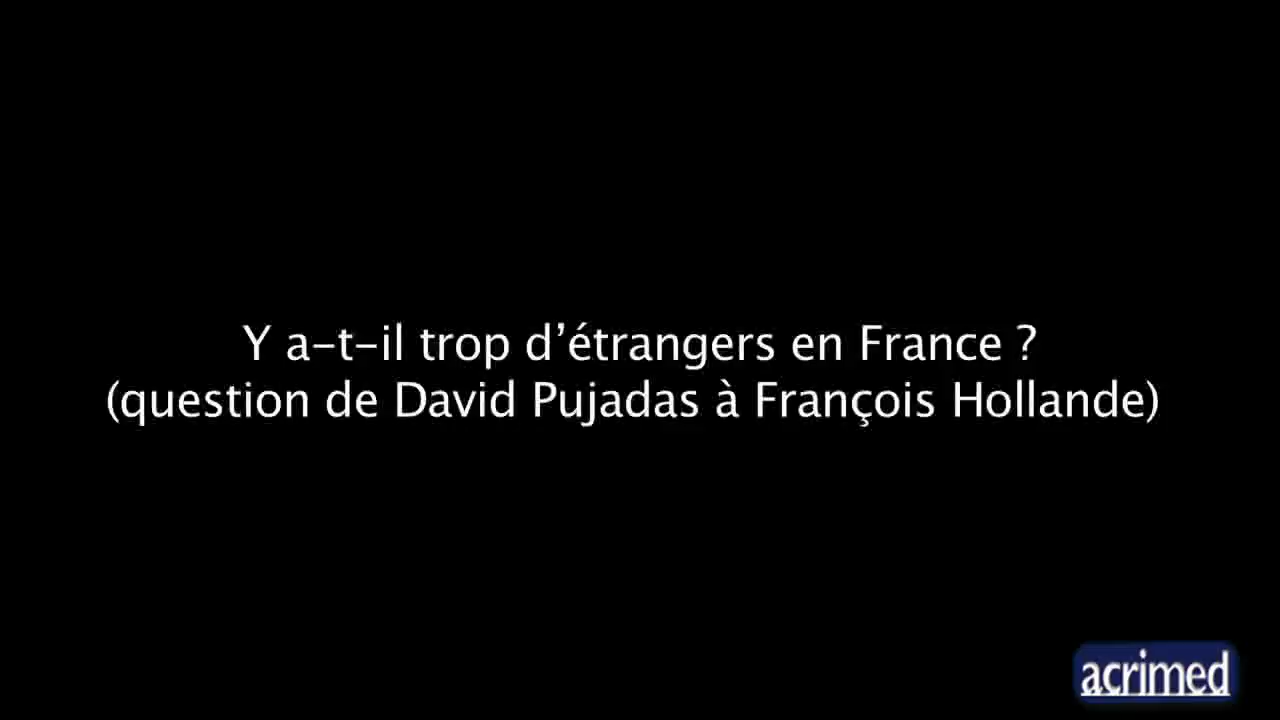 Y a-t-il trop d’étrangers en France ?
(question de David Pujadas à François Hollande)
acrimed